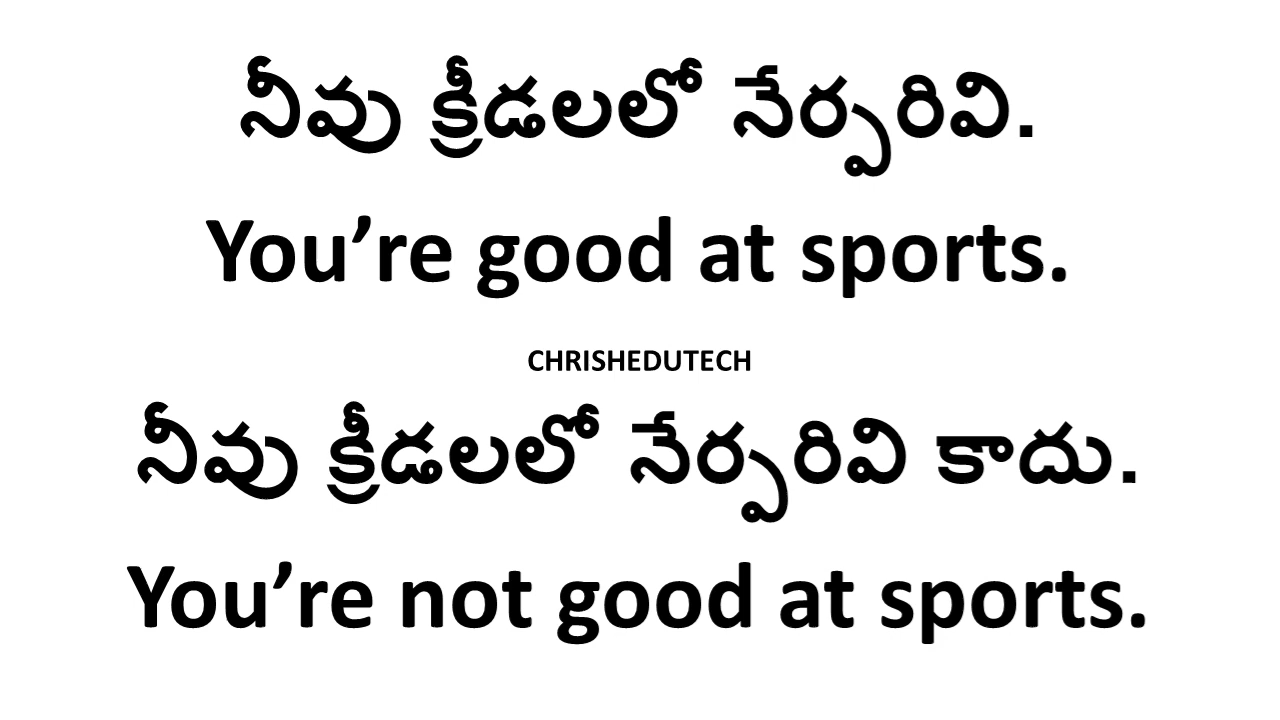 నీవు క్రీడలలో నేర్పరివి.
You’re good at sports.
CHRISHEDUTECH
నీవు క్రీడలలో నేర్పరివి కాదు.
You’re not good at sports.